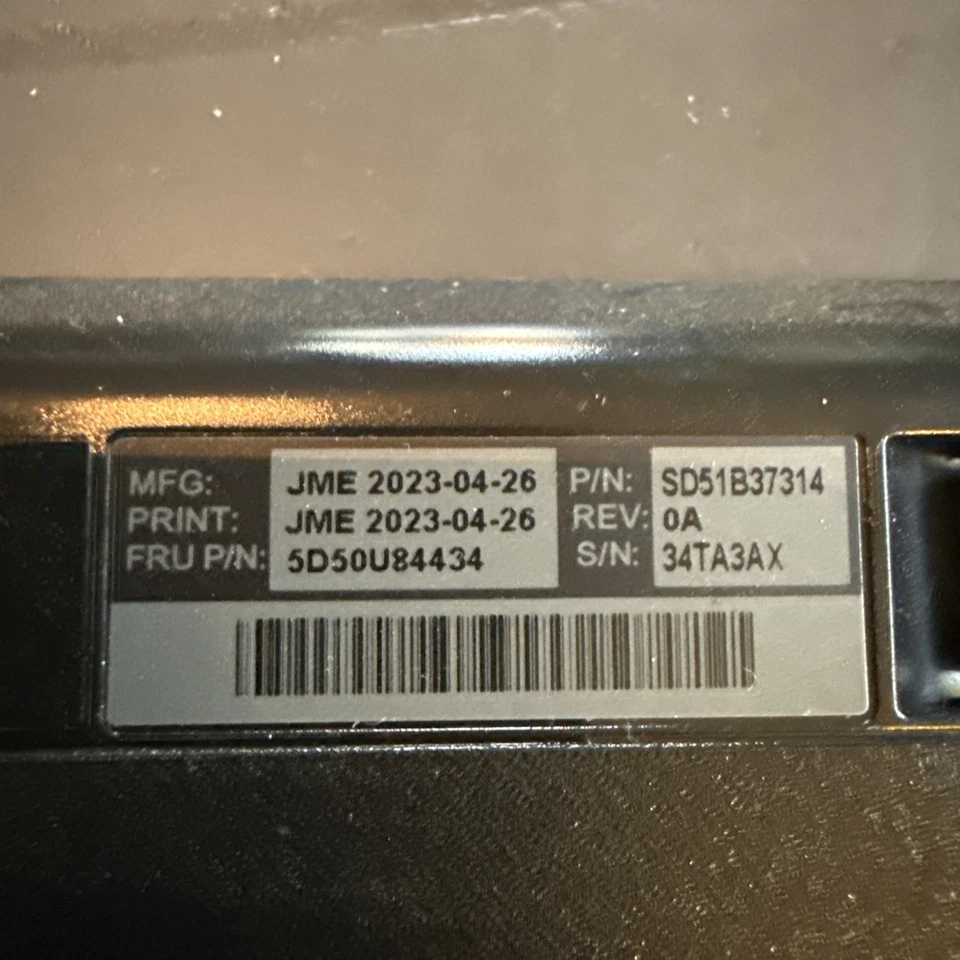 MFG: JME 2023-04-26 P/N: SD51B37314
PRINT: JME 2023-04-26 REV: 0A
FRU P/N: 5D50U84434 S/N: 34TA3AX